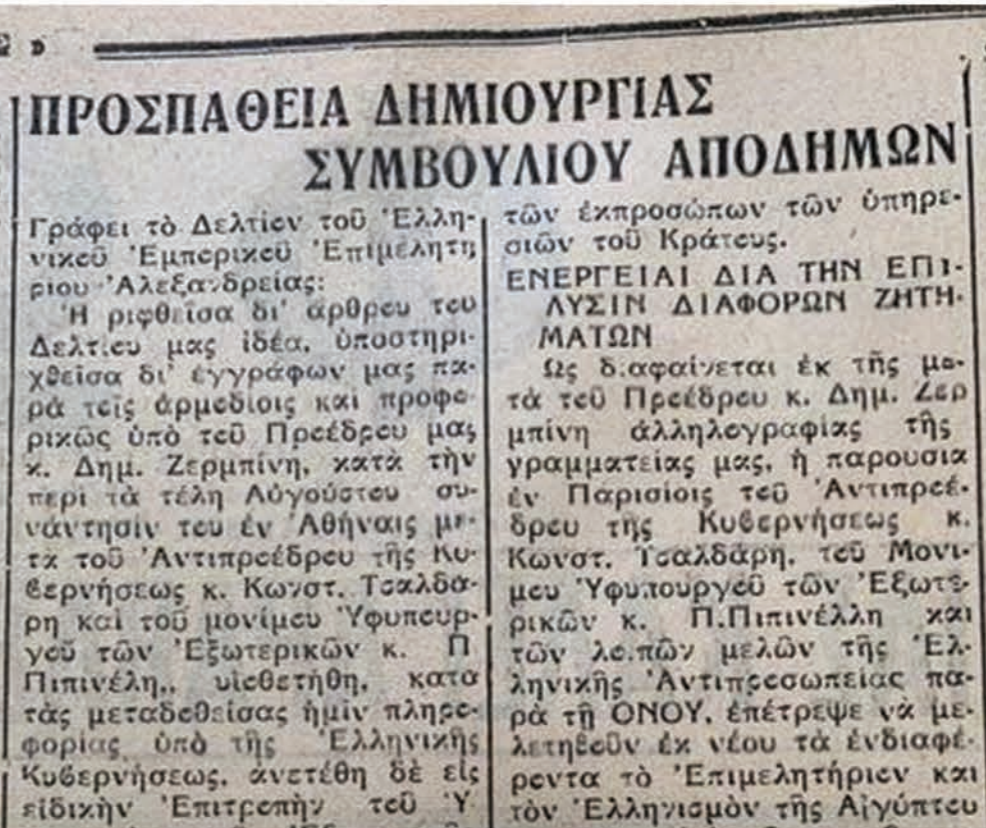 ΠΡΟΣΠΑΘΕΙΑ ΔΗΜΙΟΥΡΓΙΑΣ
ΣΥΜΒΟΥΛΙΟΥ ΑΠΟΔΗΜΩΝ
Γράφει τὸ Δελτίον τοῦ Ἑλλη-
νικοῦ Ἐμπορικοῦ Ἐπιμελητη
ρίου Ἀλεξανδρείας:
Ἡ ριφθεῖσα δι' ἄρθρου τοῦ
Δελτίου μας ἰδέα, ὑποστηρι-
χθεῖσα δι' ἐγγράφων μας πα-
ρὰ τοῖς ἁρμοδίοις καὶ προφο-
ρικῶς ὑπὸ τοῦ Προέδρου μας
κ. Δημ. Ζερμπίνη, κατὰ τὴν
περὶ τὰ τέλη Αὐγούστου συ-
νάντησίν του ἐν Ἀθήναις με-
τα τοῦ Ἀντιπροέδρου τῆς Κυ-
βερνήσεως κ. Κωνστ. Τσαλδά-
ρη καὶ τοῦ μονίμου Ὑφυπουρ-
γοῦ τῶν Ἐξωτερικῶν κ. Π
Πιπινέλη,. υἱοθετήθη, κατὰ
τὰς μεταδοθείσας ἡμῖν πληρο-
φορίας ὑπὸ τῆς Ἑλληνικῆς
Κυβερνήσεως, ἀνετέθη δὲ εἰς
εἰδικὴν Ἐπιτροπὴν τοῦ Ὑ
τῶν ἐκπροσώπων τῶν ὑπηρε-
σιῶν τοῦ Κράτους.
ΕΝΕΡΓΕΙΑΙ ΔΙΑ ΤΗΝ ΕΠΙ-
ΛΥΣΙΝ ΔΙΑΦΟΡΩΝ ΖΗΤΗ-
ΜΑΤΩΝ
Ὡς διαφαίνεται ἐκ τῆς με-
τὰ τοῦ Προέδρου κ. Δημ. Ζερ
μπίνη ἀλληλογραφίας τῆς
γραμματείας μας, ἡ παρουσία
ἐν Παρισίοις τοῦ Ἀντιπροέ-
δρου τῆς Κυβερνήσεως κ.
Κωνστ. Τσαλδάρη, τοῦ Μονί-
μου Ὑφυπουργοῦ τῶν Ἐξωτε-
ρικῶν κ. Π.Πιπινέλλη καὶ
τῶν λοιπῶν μελῶν τῆς Ἑλ-
ληνικῆς Ἀντιπροσωπείας πα-
ρὰ τῇ ΟΝΟΥ, ἐπέτρεψε νὰ με-
λετηθοῦν ἐκ νέου τὰ ἐνδιαφέ-
ροντα τὸ Ἐπιμελητήριον καὶ
τὸν Ἑλληνισμὸν τῆς Αἰγύπτου